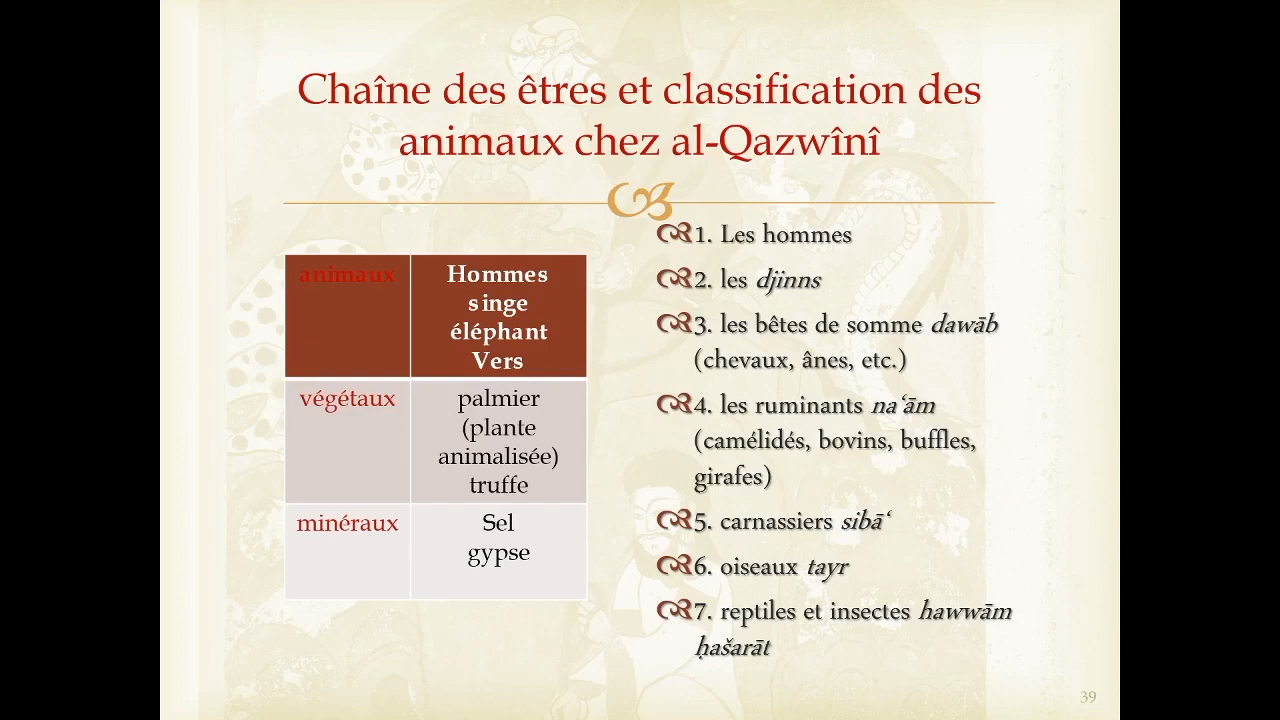 Chaîne des êtres et classification des
animaux chez al-Qazwînî
animaux
Hommes
singe
éléphant
Vers
végétaux
palmier
(plante
animalisée)
truffe
minéraux
Sel
gypse
1. Les hommes
2. les djinns
3. les bêtes de somme dawāb
(chevaux, ânes, etc.)
4. les ruminants na‘ām
(camélidés, bovins, buffles,
girafes)
5. carnassiers sibā‘
6. oiseaux tayr
7. reptiles et insectes hawwām
ḥašarāt
39